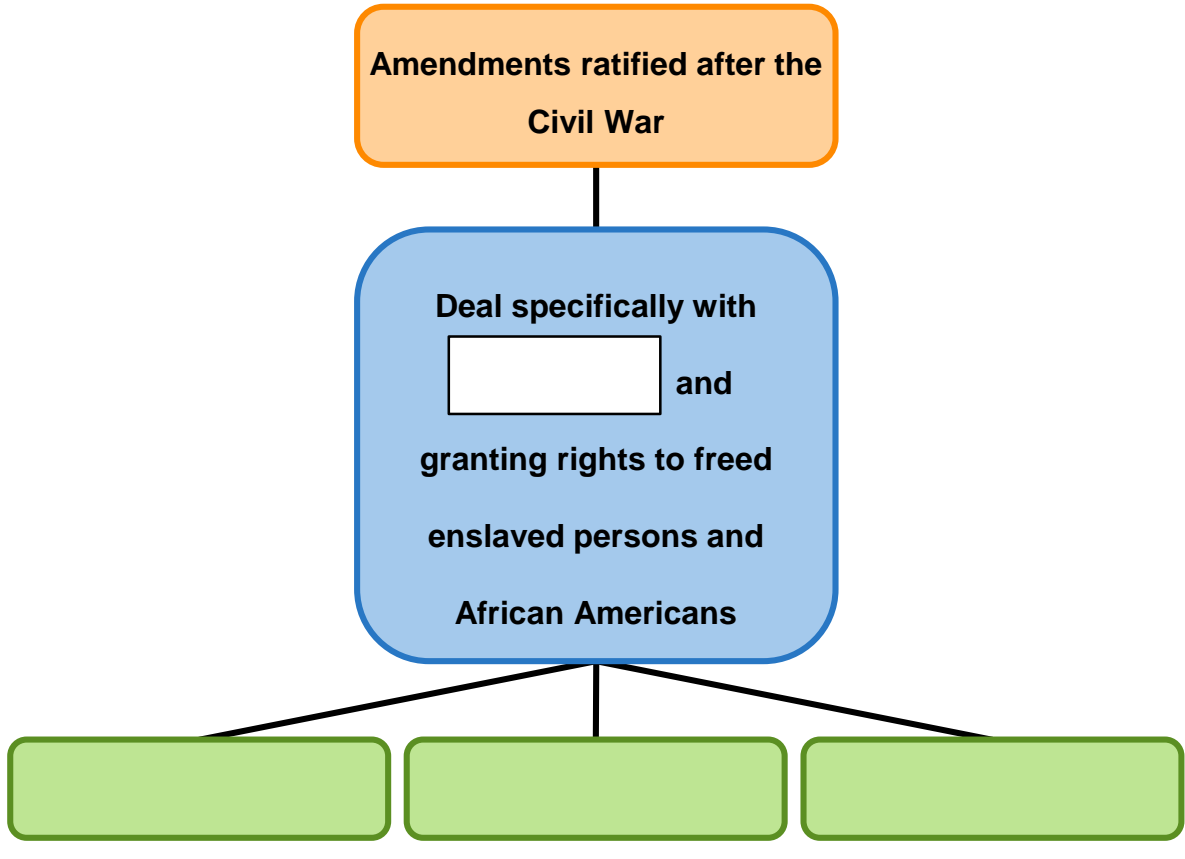 Amendments ratified after the
Civil War
Deal specifically with
and
granting rights to freed
enslaved persons and
African Americans